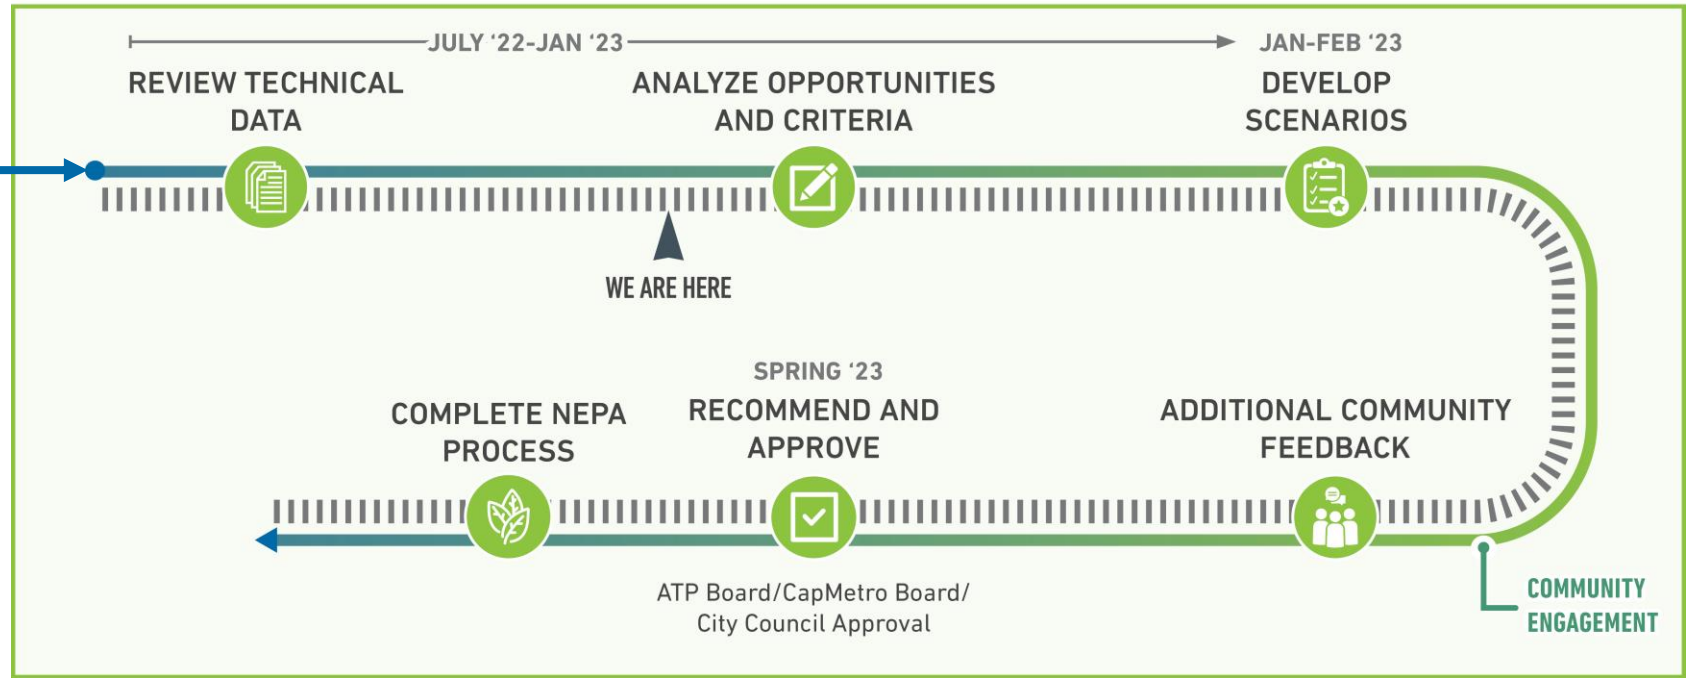 JULY ‘22-JAN ‘23
JAN-FEB ‘23
REVIEW TECHNICAL
DATA
ANALYZE OPPORTUNITIES
AND CRITERIA
DEVELOP
SCENARIOS
WE ARE HERE
SPRING ‘23
COMPLETE NEPA
PROCESS
RECOMMEND AND
APPROVE
ADDITIONAL COMMUNITY
FEEDBACK
ATP Board/CapMetro Board/
City Council Approval
COMMUNITY
ENGAGEMENT